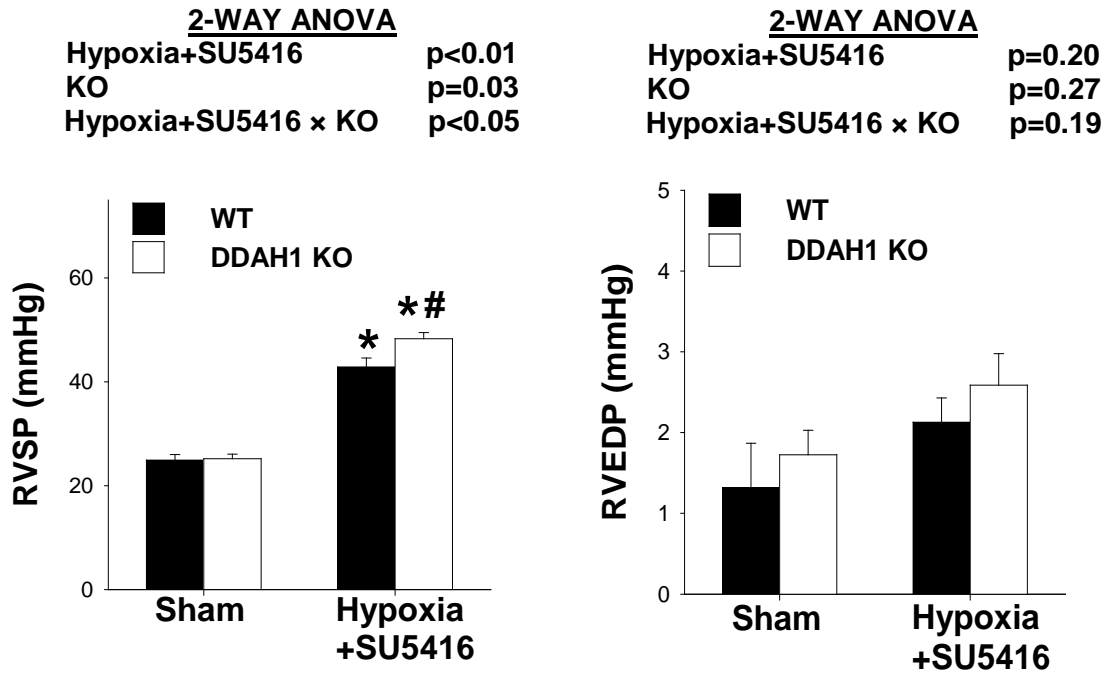 2-WAY ANOVA
Hypoxia+SU5416 p<0.01
KO p=0.03
Hypoxia+SU5416 × KO p<0.05
WT
DDAH1 KO
RVSP (mmHg)
60
40
20
0
* *#
Sham Hypoxia
+SU5416
2-WAY ANOVA
Hypoxia+SU5416 p=0.20
KO p=0.27
Hypoxia+SU5416 × KO p=0.19
WT
DDAH1 KO
RVEDP (mmHg)
5
4
3
2
1
0
Sham Hypoxia
+SU5416